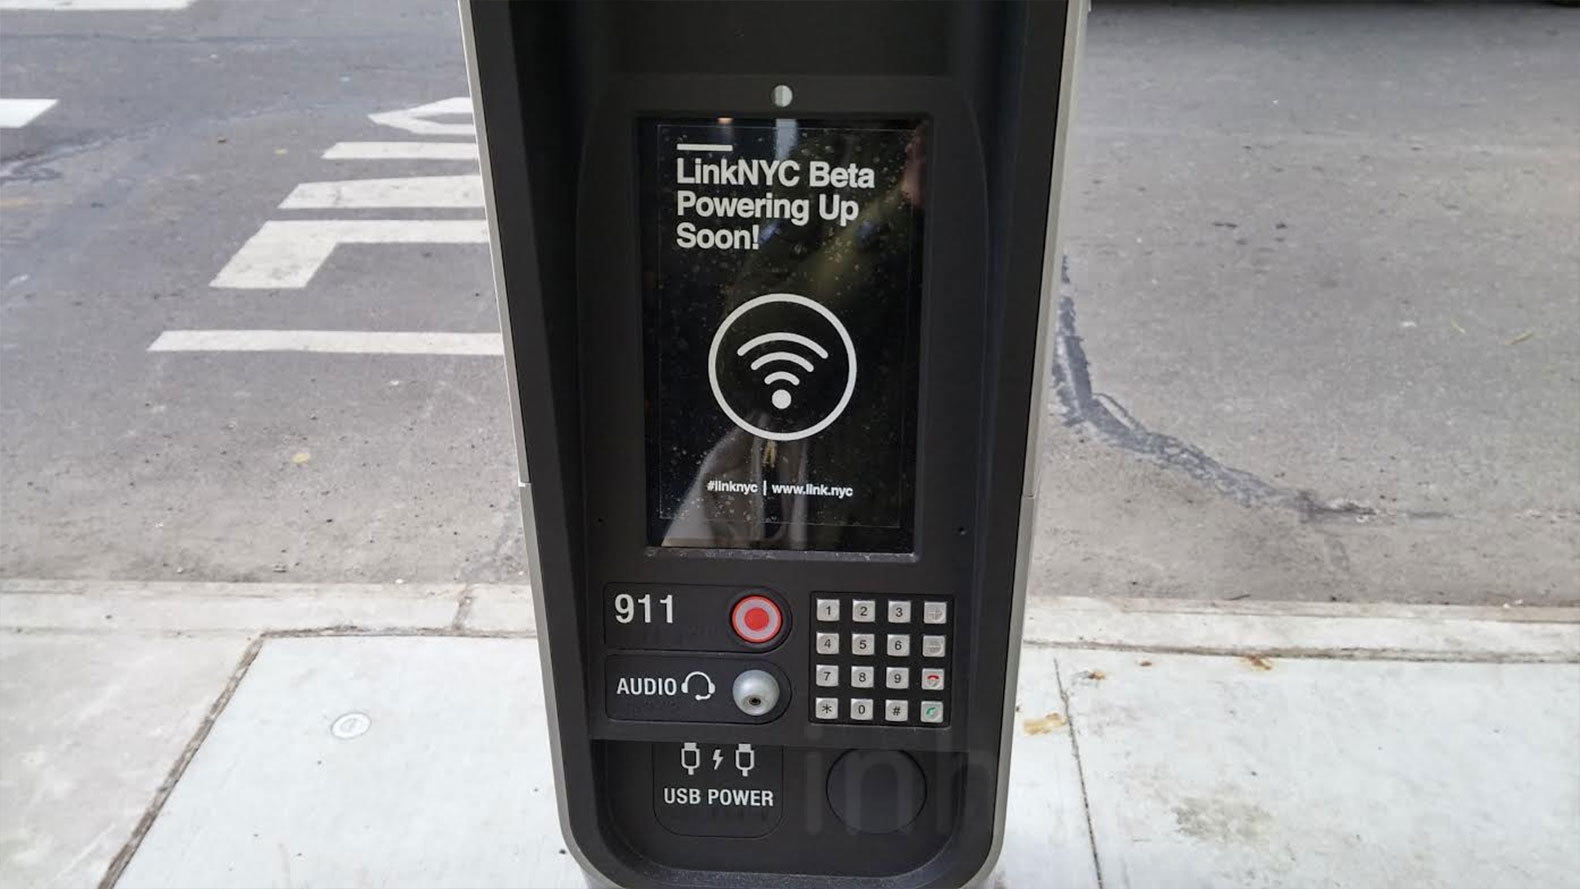 LinkNYC Beta
Powering Up
Soon!
#linknyc | www.link.nyc
911
AUDIO
USB POWER
1 2 3
4 5 6
7 8 9
* 0 #
inh